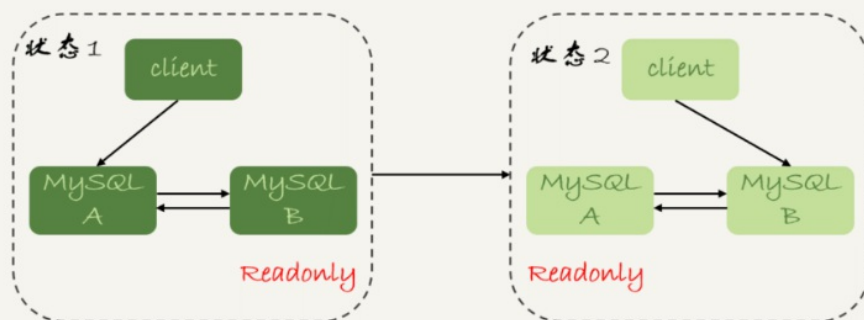 状态1
client
MySQL
A
MySQL
B
Readonly
状态2
client
MySQL
A
MySQL
B
Readonly